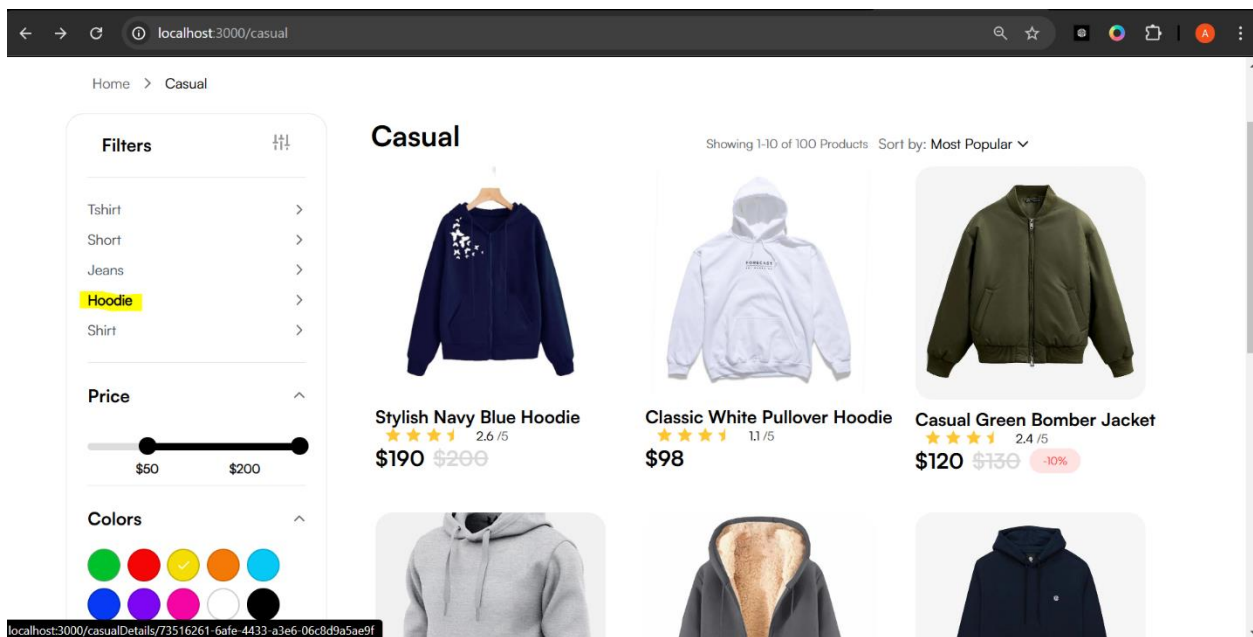 localhost:3000/casual
A
Home > Casual
Filters
Tshirt
Short
Jeans
Hoodie
Shirt
Price
$50 $200
Colors
Casual
Showing 1-10 of 100 Products Sort by: Most Popular
Stylish Navy Blue Hoodie
2.6 /5
$190 $200
Classic White Pullover Hoodie
1.1 /5
$98
Casual Green Bomber Jacket
2.4 /5
$120 $130 -10%
localhost:3000/casualDetails/73516261-6afe-4433-a3e6-06c8d9a5ae9f